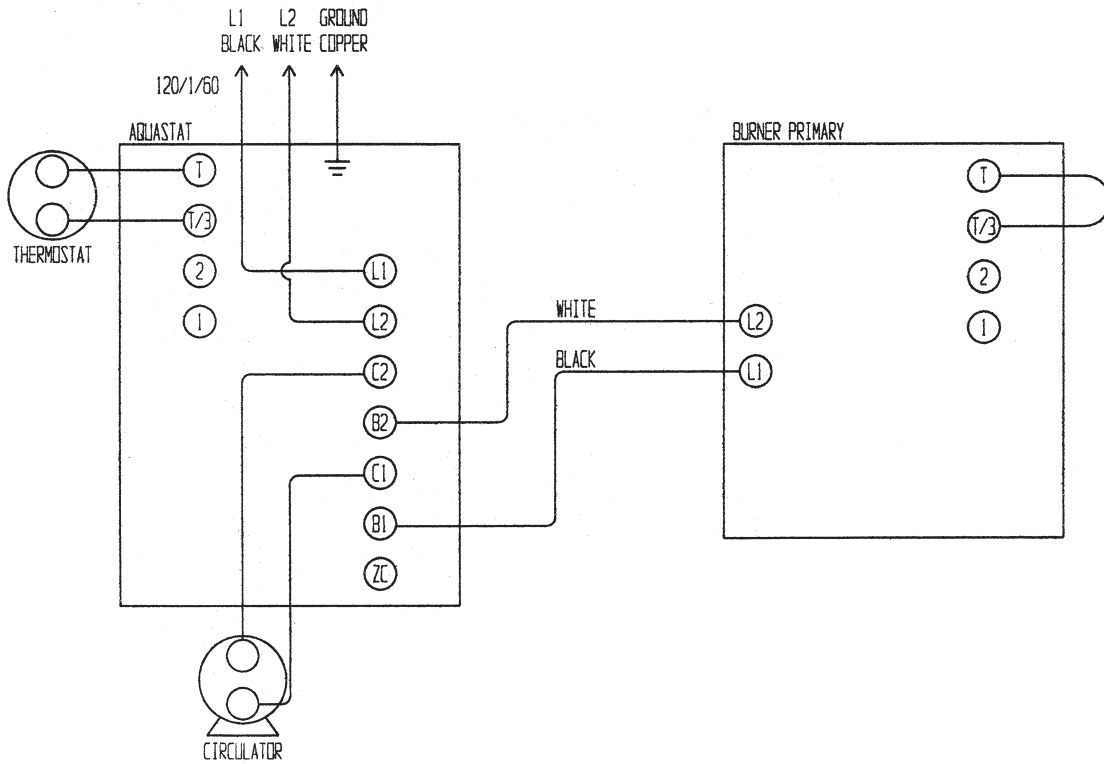 L1 L2 GROUND
BLACK WHITE COPPER
120/1/60
AQUASTAT
BURNER PRIMARY
T
T/3
2
1
THERMOSTAT
L1
L2
C2
B2
C1
B1
ZC
WHITE
BLACK
L2
L1
T
T/3
2
1
CIRCULATOR